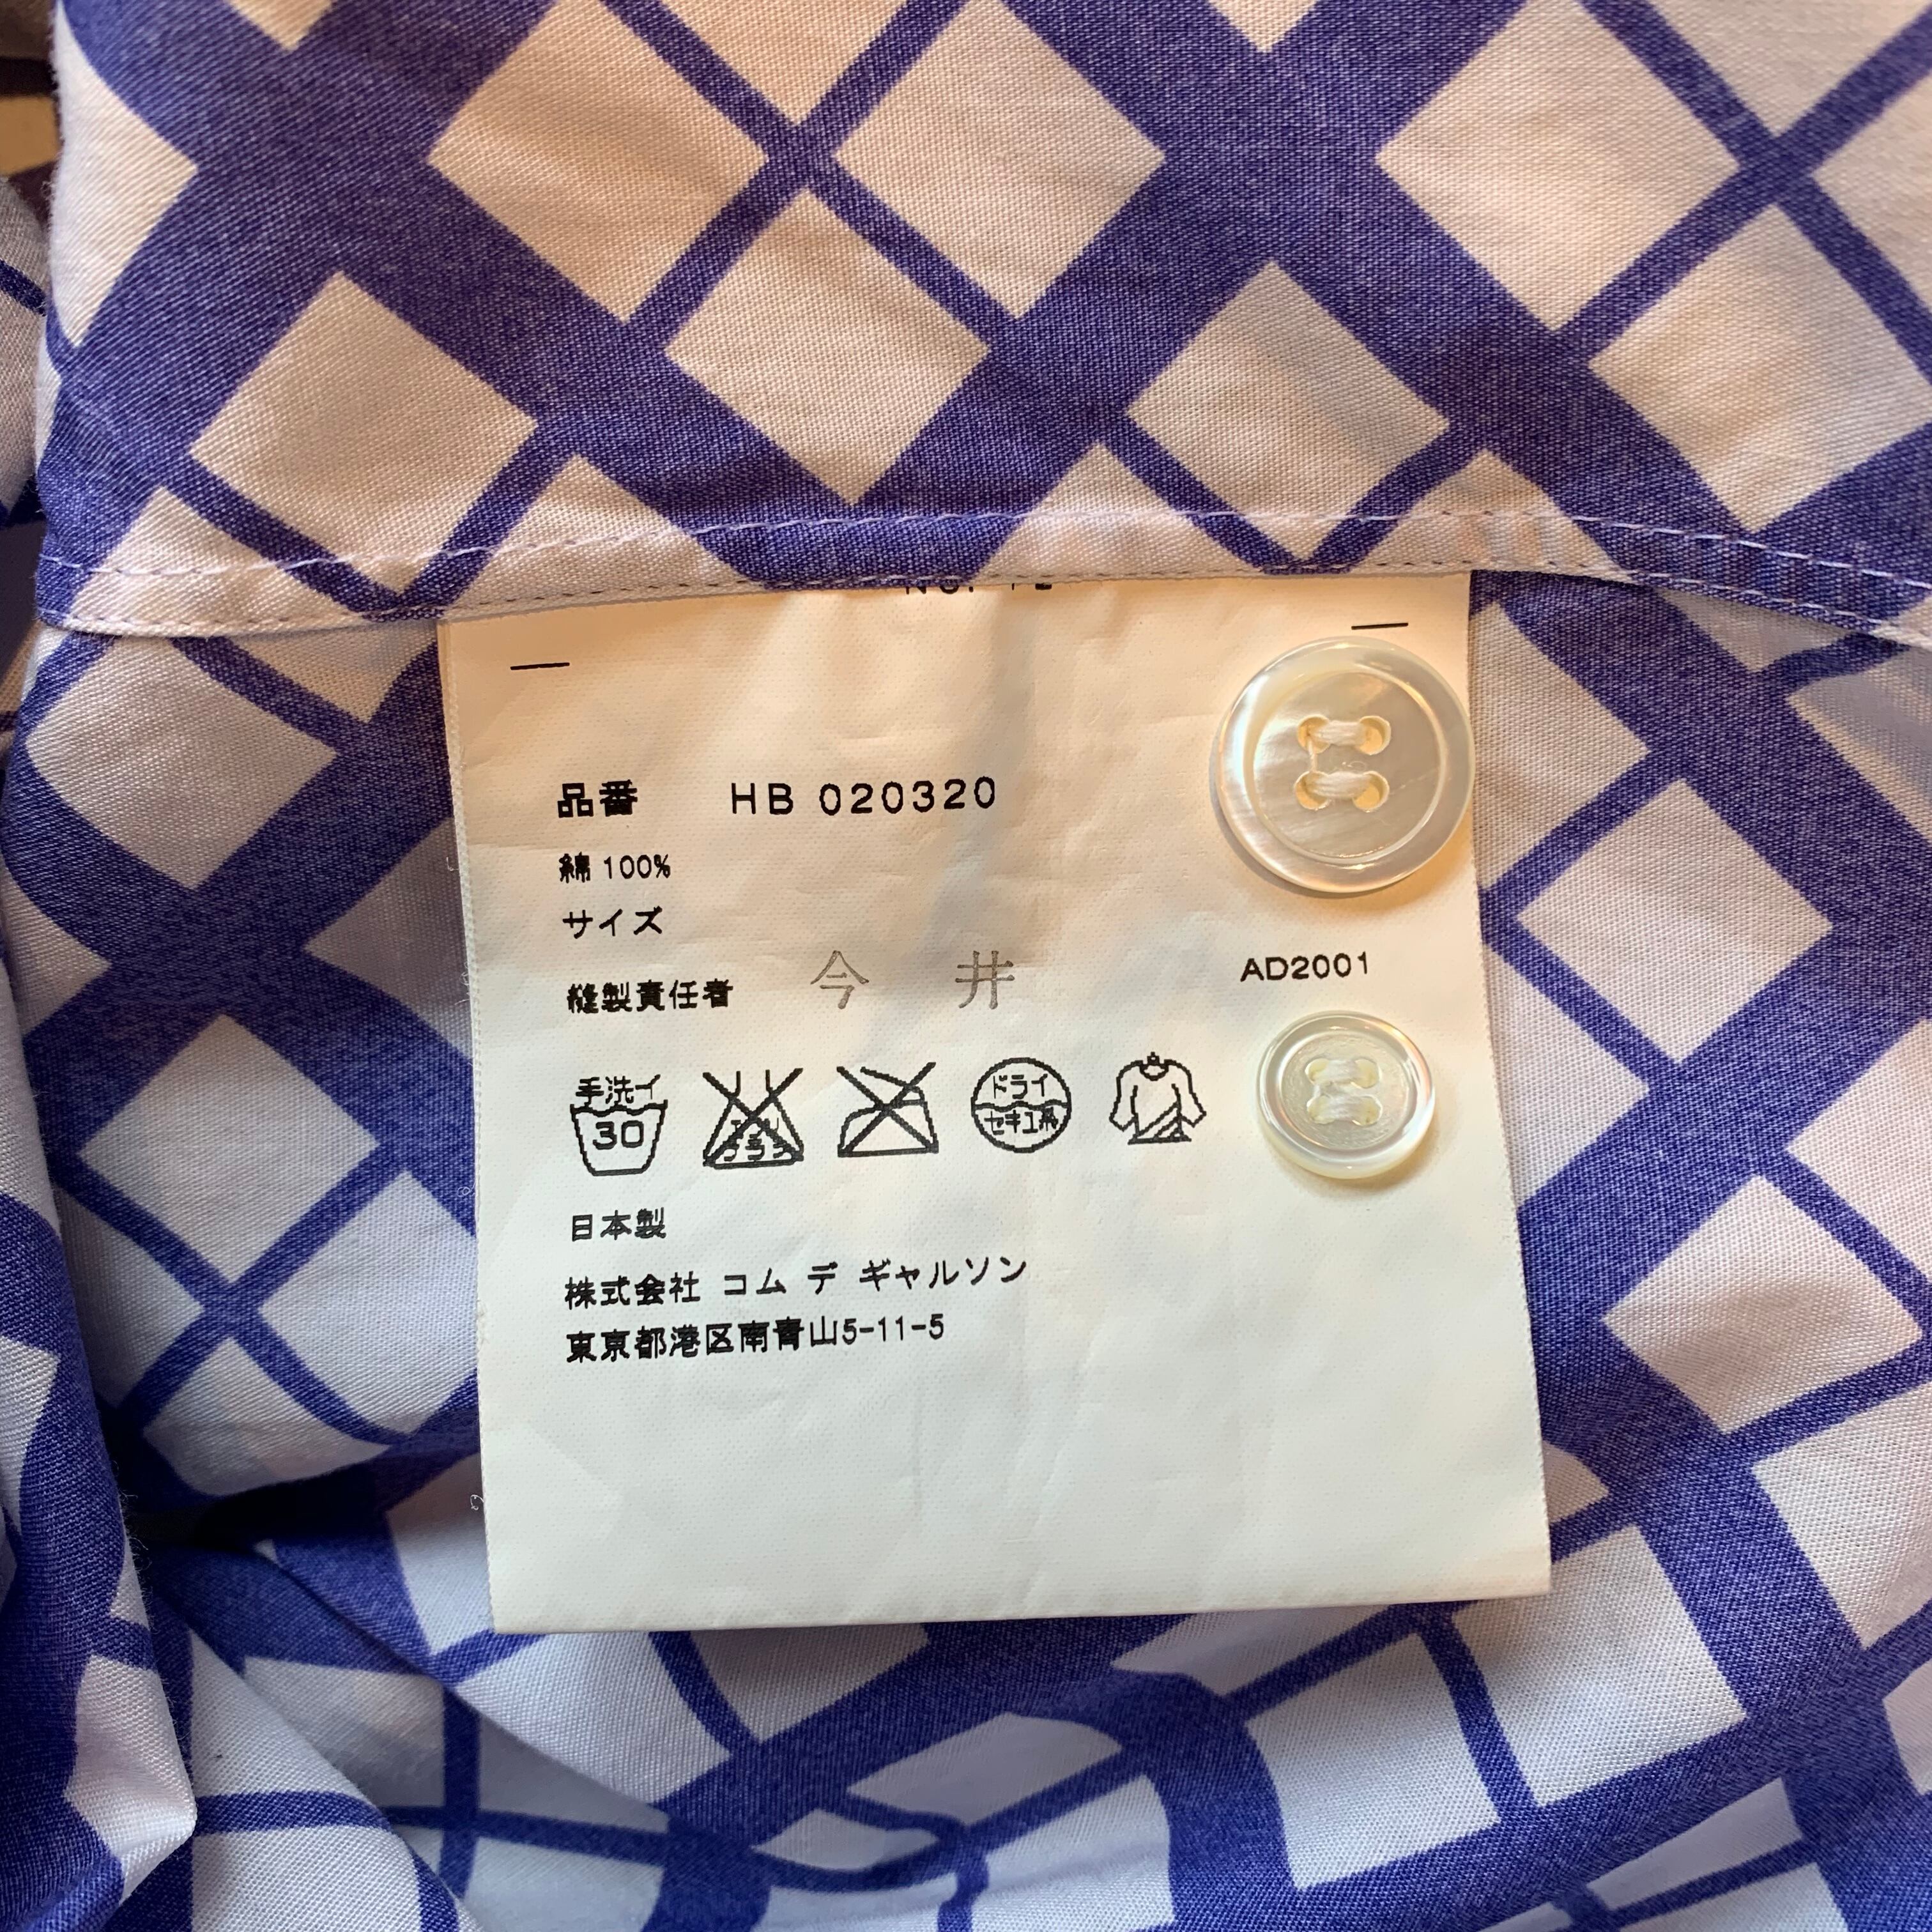 品番 HB 020320
綿 100%
サイズ
縫製責任者 今井
AD2001
手洗イ
30
ドライ
セキユ系
日本製
株式会社 コム デ ギャルソン
東京都港区南青山5-11-5